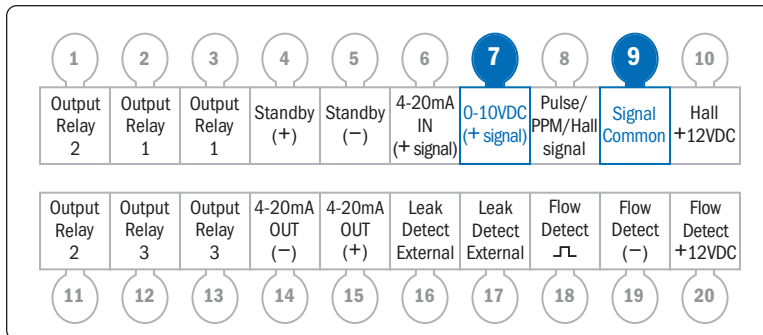 1 2 3 4 5 6 7 8 9 10
Output Output Output Standby Standby 4-20mA 0-10VDC Pulse/ Signal Hall
Relay Relay Relay (+) (−) IN (+ signal) PPM/Hall Common +12VDC
2 1 1 (+ signal) signal
Output Output Output 4-20mA 4-20mA Leak Leak Flow Flow Flow
Relay Relay Relay OUT OUT Detect Detect Detect Detect Detect
2 3 3 (−) (+) External External (−) +12VDC
11 12 13 14 15 16 17 18 19 20